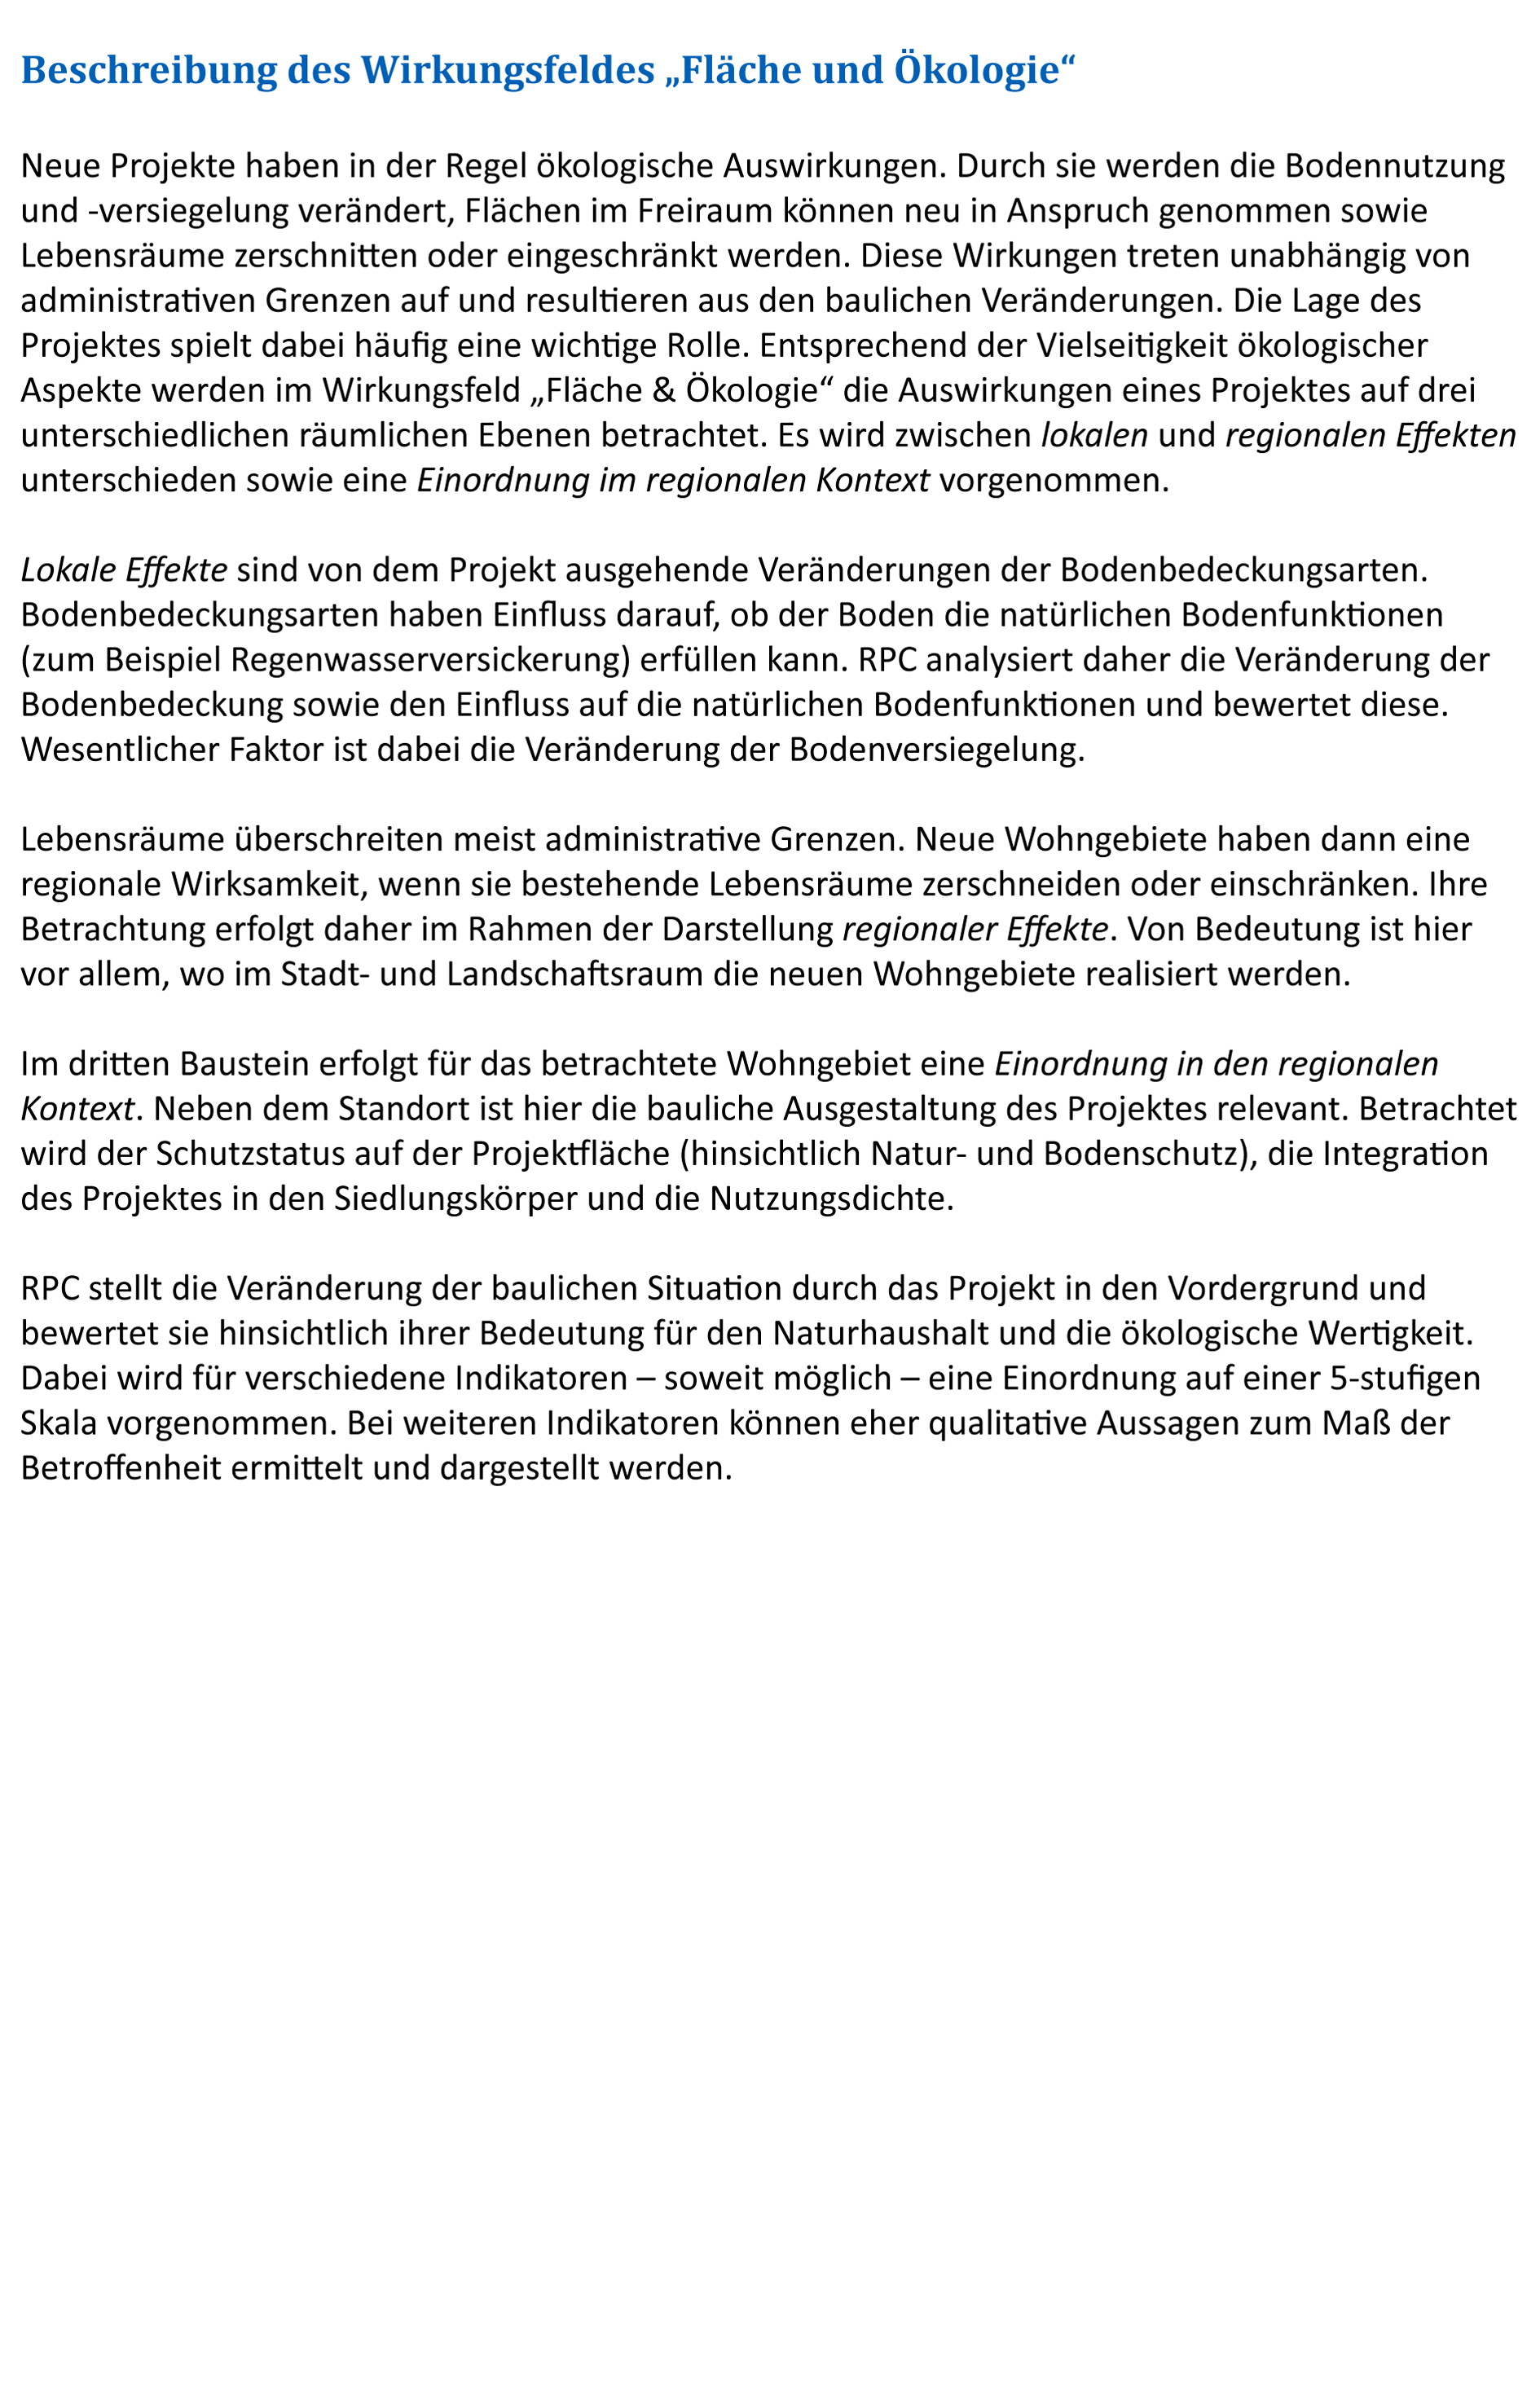 Beschreibung des Wirkungsfeldes „Fläche und Ökologie“
Neue Projekte haben in der Regel ökologische Auswirkungen. Durch sie werden die Bodennutzung
und -versiegelung verändert, Flächen im Freiraum können neu in Anspruch genommen sowie
Lebensräume zerschnitten oder eingeschränkt werden. Diese Wirkungen treten unabhängig von
administrativen Grenzen auf und resultieren aus den baulichen Veränderungen. Die Lage des
Projektes spielt dabei häufig eine wichtige Rolle. Entsprechend der Vielseitigkeit ökologischer
Aspekte werden im Wirkungsfeld „Fläche & Ökologie“ die Auswirkungen eines Projektes auf drei
unterschiedlichen räumlichen Ebenen betrachtet. Es wird zwischen lokalen und regionalen Effekten
unterschieden sowie eine Einordnung im regionalen Kontext vorgenommen.
Lokale Effekte sind von dem Projekt ausgehende Veränderungen der Bodenbedeckungsarten.
Bodenbedeckungsarten haben Einfluss darauf, ob der Boden die natürlichen Bodenfunktionen
(zum Beispiel Regenwasserversickerung) erfüllen kann. RPC analysiert daher die Veränderung der
Bodenbedeckung sowie den Einfluss auf die natürlichen Bodenfunktionen und bewertet diese.
Wesentlicher Faktor ist dabei die Veränderung der Bodenversiegelung.
Lebensräume überschreiten meist administrative Grenzen. Neue Wohngebiete haben dann eine
regionale Wirksamkeit, wenn sie bestehende Lebensräume zerschneiden oder einschränken. Ihre
Betrachtung erfolgt daher im Rahmen der Darstellung regionaler Effekte. Von Bedeutung ist hier
vor allem, wo im Stadt- und Landschaftsraum die neuen Wohngebiete realisiert werden.
Im dritten Baustein erfolgt für das betrachtete Wohngebiet eine Einordnung in den regionalen
Kontext. Neben dem Standort ist hier die bauliche Ausgestaltung des Projektes relevant. Betrachtet
wird der Schutzstatus auf der Projektfläche (hinsichtlich Natur- und Bodenschutz), die Integration
des Projektes in den Siedlungskörper und die Nutzungsdichte.
RPC stellt die Veränderung der baulichen Situation durch das Projekt in den Vordergrund und
bewertet sie hinsichtlich ihrer Bedeutung für den Naturhaushalt und die ökologische Wertigkeit.
Dabei wird für verschiedene Indikatoren – soweit möglich – eine Einordnung auf einer 5-stufigen
Skala vorgenommen. Bei weiteren Indikatoren können eher qualitative Aussagen zum Maß der
Betroffenheit ermittelt und dargestellt werden.